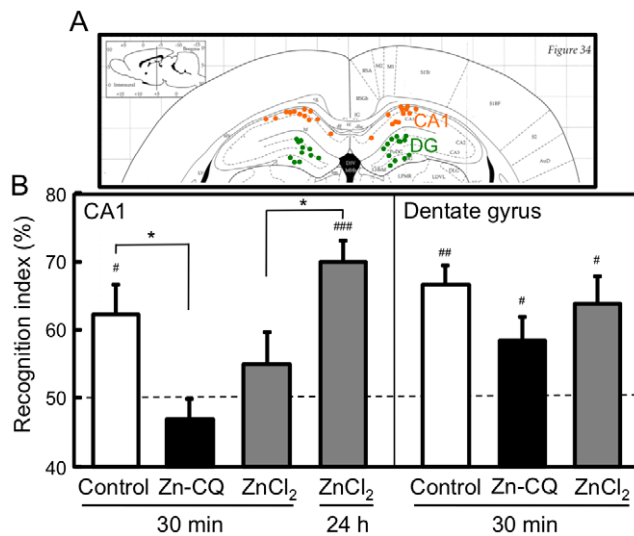 A
Figure 34
CA1
DG
B
80
70
60
50
40
Recognition index (%)
CA1
Dentate gyrus
*
*
#
###
##
#
#
Control
Zn-CQ
ZnCl₂
ZnCl₂
Control
Zn-CQ
ZnCl₂
30 min
24 h
30 min